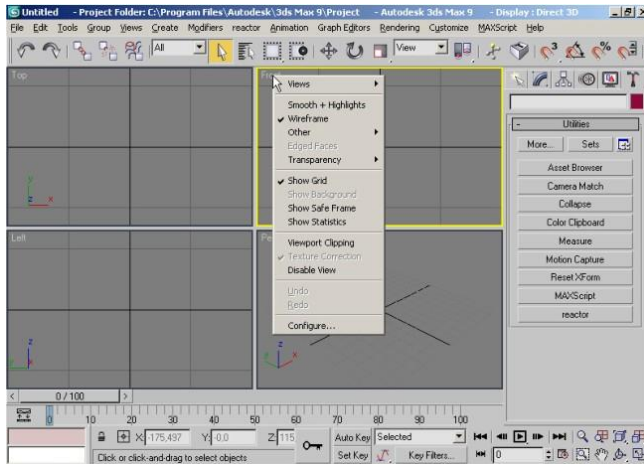 Untitled - Project Folder: C:\Program Files\Autodesk\3ds Max 9\Project - Autodesk 3ds Max 9 - Display : Direct 3D
File Edit Tools Group Views Create Modifiers reactor Animation Graph Editors Rendering Customize MAXScript Help
All View
Top
Views
Smooth + Highlights
Wireframe
Other
Edged Faces
Transparency
Show Grid
Show Background
Show Safe Frame
Show Statistics
Viewport Clipping
Texture Correction
Disable View
Undo
Redo
Configure...
Left
y
z x
z
y
z
x
Utilities
More... Sets
Asset Browser
Camera Match
Collapse
Color Clipboard
Measure
Motion Capture
Reset XForm
MAXScript
reactor
0 / 100
0 10 20 30 40 50 60 70 80 90 100
X: -175,497 Y: -0,0 Z: 115 Auto Key Selected
Click or click-and-drag to select objects Set Key Key Filters... 0